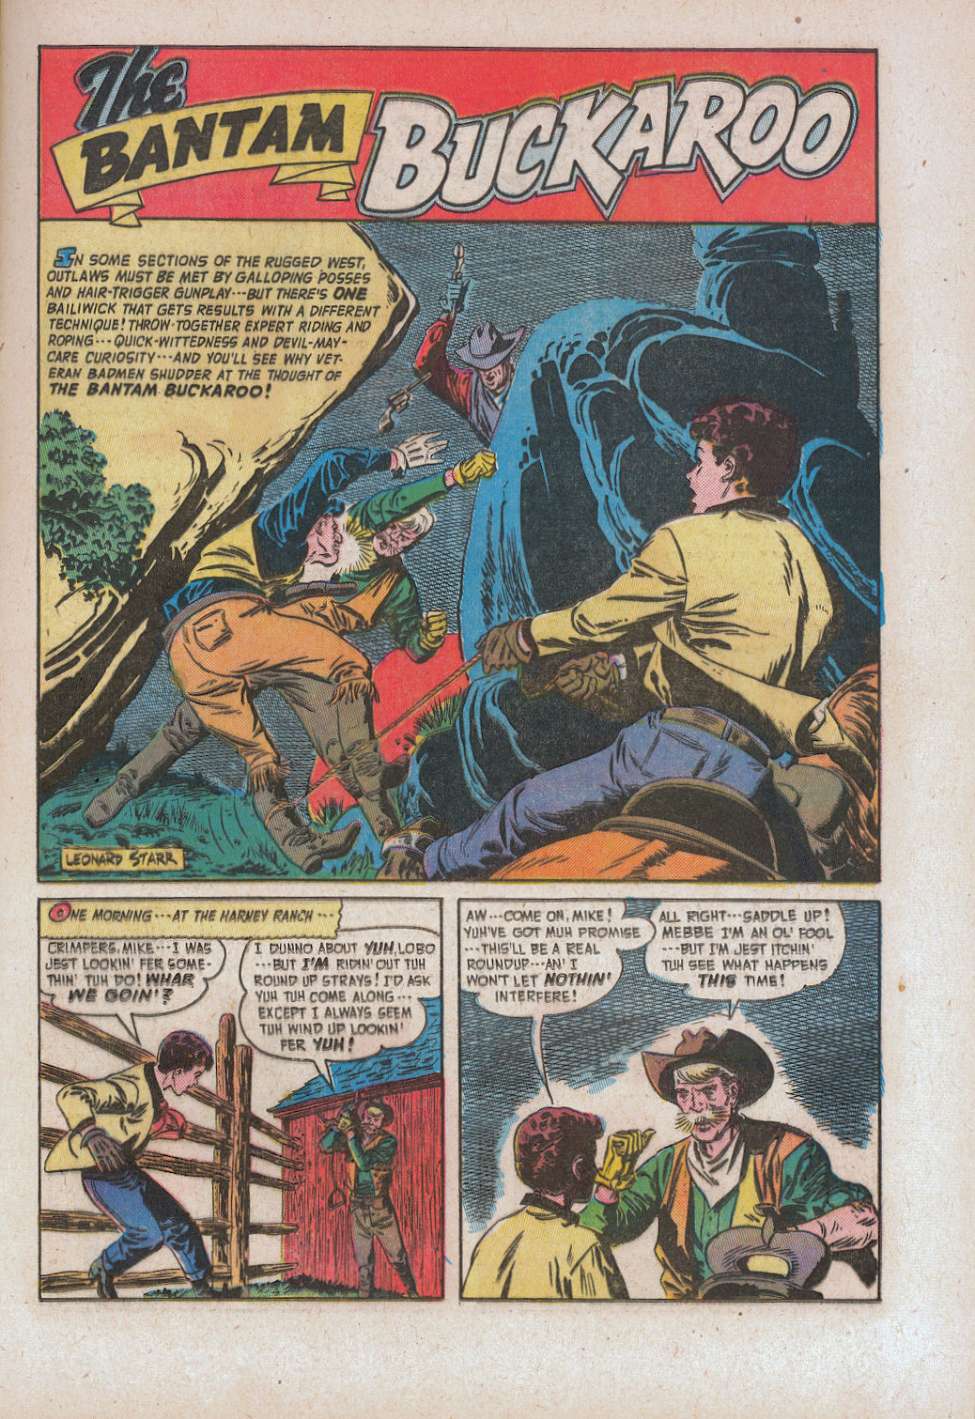 The
BANTAM
BUCKAROO
IN SOME SECTIONS OF THE RUGGED WEST,
OUTLAWS MUST BE MET BY GALLOPING POSSES
AND HAIR-TRIGGER GUNPLAY---BUT THERE'S ONE
BAILIWICK THAT GETS RESULTS WITH A DIFFERENT
TECHNIQUE! THROW TOGETHER EXPERT RIDING AND
ROPING--- QUICK-WITTEDNESS AND DEVIL-MAY-
CARE CURIOSITY---AND YOU'LL SEE WHY VET-
ERAN BADMEN SHUDDER AT THE THOUGHT OF
THE BANTAM BUCKAROO!
LEONARD STARR
ONE MORNING---AT THE HARNEY RANCH---
CRIMPERS, MIKE---I WAS
JEST LOOKIN' FER SOME-
THIN' TUH DO! WHAR
WE GOIN'?
I DUNNO ABOUT YUH, LOBO
---BUT I'M RIDIN' OUT TUH
ROUND UP STRAYS! I'D ASK
YUH TUH COME ALONG---
EXCEPT I ALWAYS SEEM
TUH WIND UP LOOKIN'
FER YUH!
AW---COME ON, MIKE!
YUH'VE GOT MUH PROMISE
---THIS'LL BE A REAL
ROUNDUP---AN' I
WON'T LET NOTHIN'
INTERFERE!
ALL RIGHT---SADDLE UP!
MEBBE I'M AN OL' FOOL
---BUT I'M JEST ITCHIN'
TUH SEE WHAT HAPPENS
THIS TIME!